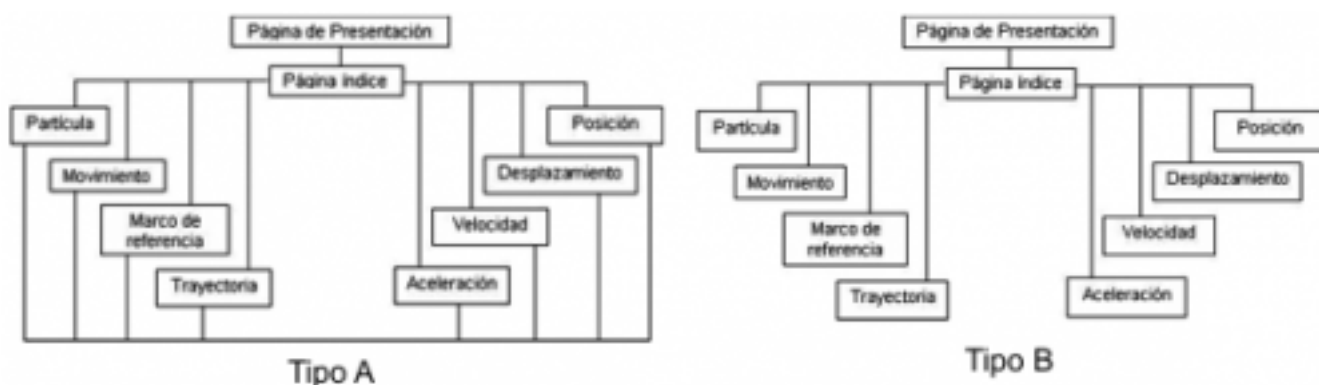 Página de Presentación
Página índice
Partícula
Posición
Movimiento
Desplazamiento
Marco de
referencia
Velocidad
Trayectoria
Aceleración
Tipo A
Página de Presentación
Página índice
Partícula
Posición
Movimiento
Desplazamiento
Marco de
referencia
Velocidad
Trayectoria
Aceleración
Tipo B